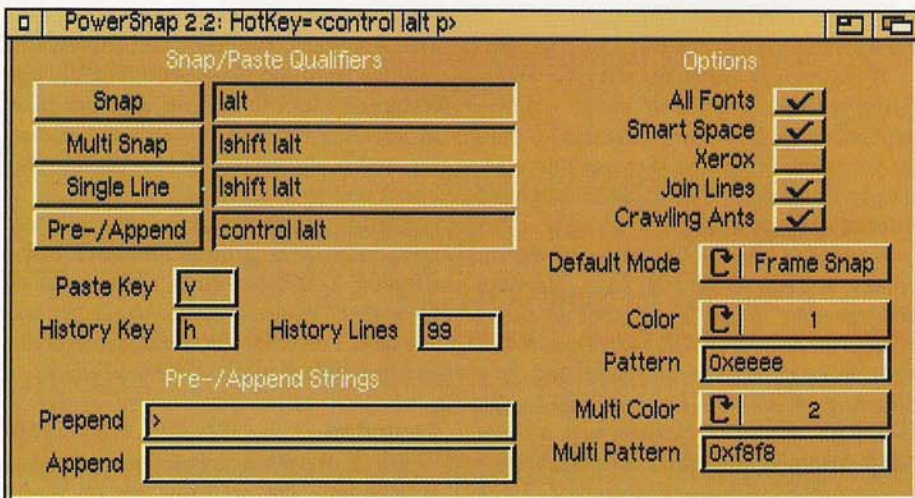 PowerSnap 2.2: HotKey=<control lalt p>
Snap/Paste Qualifiers
Snap lalt
Multi Snap lshift lalt
Single Line lshift lalt
Pre-/Append control lalt
Paste Key v
History Key h History Lines 99
Pre-/Append Strings
Prepend >
Append
Options
All Fonts
Smart Space
Xerox
Join Lines
Crawling Ants
Default Mode Frame Snap
Color 1
Pattern 0xeeee
Multi Color 2
Multi Pattern 0xf8f8